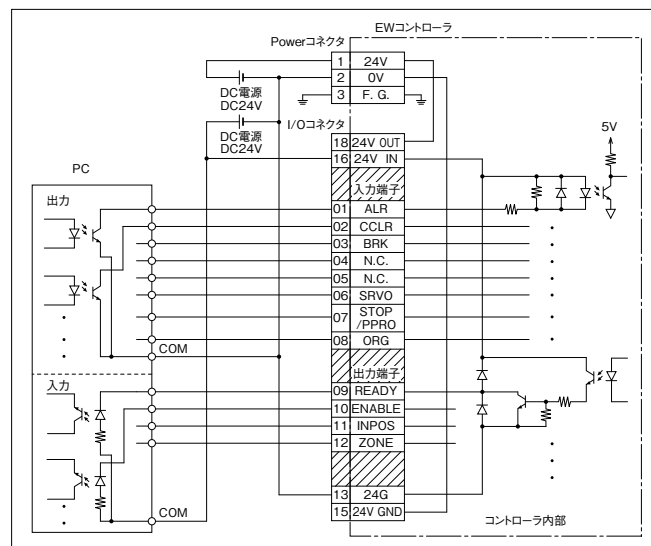 EWコントローラ
Powerコネクタ
1 24V
2 0V
3 F. G.
DC電源
DC24V
DC電源
DC24V
I/Oコネクタ
18 24V OUT
16 24V IN
入力端子
5V
PC
出力
01 ALR
02 CCLR
03 BRK
04 N.C.
05 N.C.
06 SRVO
07 STOP
/PPRO
08 ORG
COM
出力端子
入力
09 READY
10 ENABLE
11 INPOS
12 ZONE
COM
13 24G
15 24V GND
コントローラ内部